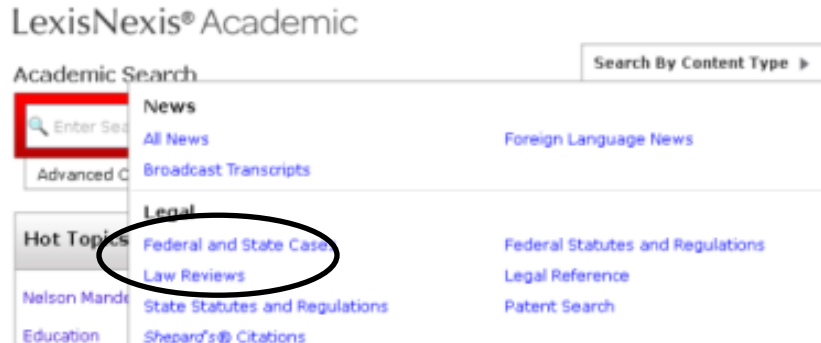 LexisNexis® Academic
Academic Search
Search By Content Type
News
Enter Sea
All News
Foreign Language News
Advanced C
Broadcast Transcripts
Legal
Hot Topics
Federal and State Cases
Federal Statutes and Regulations
Law Reviews
Legal Reference
Nelson Mande
State Statutes and Regulations
Patent Search
Education
Shepard's® Citations